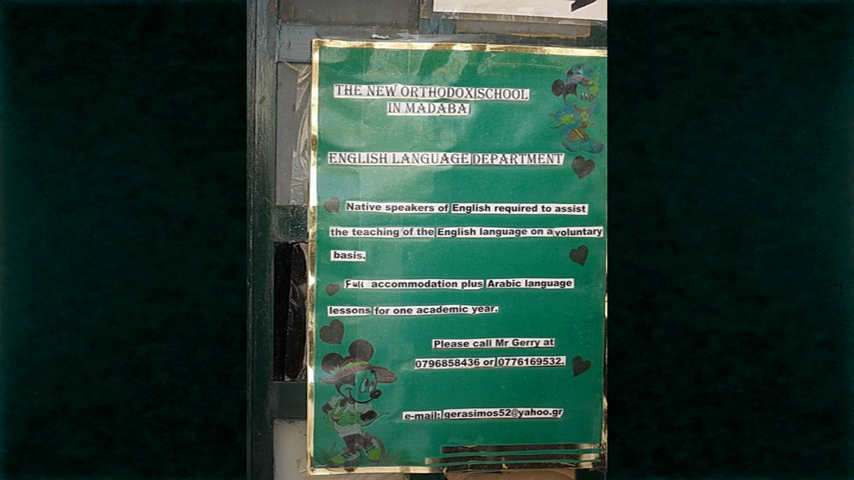 THE NEW ORTHODOX SCHOOL
IN MADABA
ENGLISH LANGUAGE DEPARTMENT
Native speakers of English required to assist
the teaching of the English language on a voluntary
basis.
Full accommodation plus Arabic language
lessons for one academic year.
Please call Mr Gerry at
0796858436 or 0776169532.
e-mail: gerasimos52@yahoo.gr